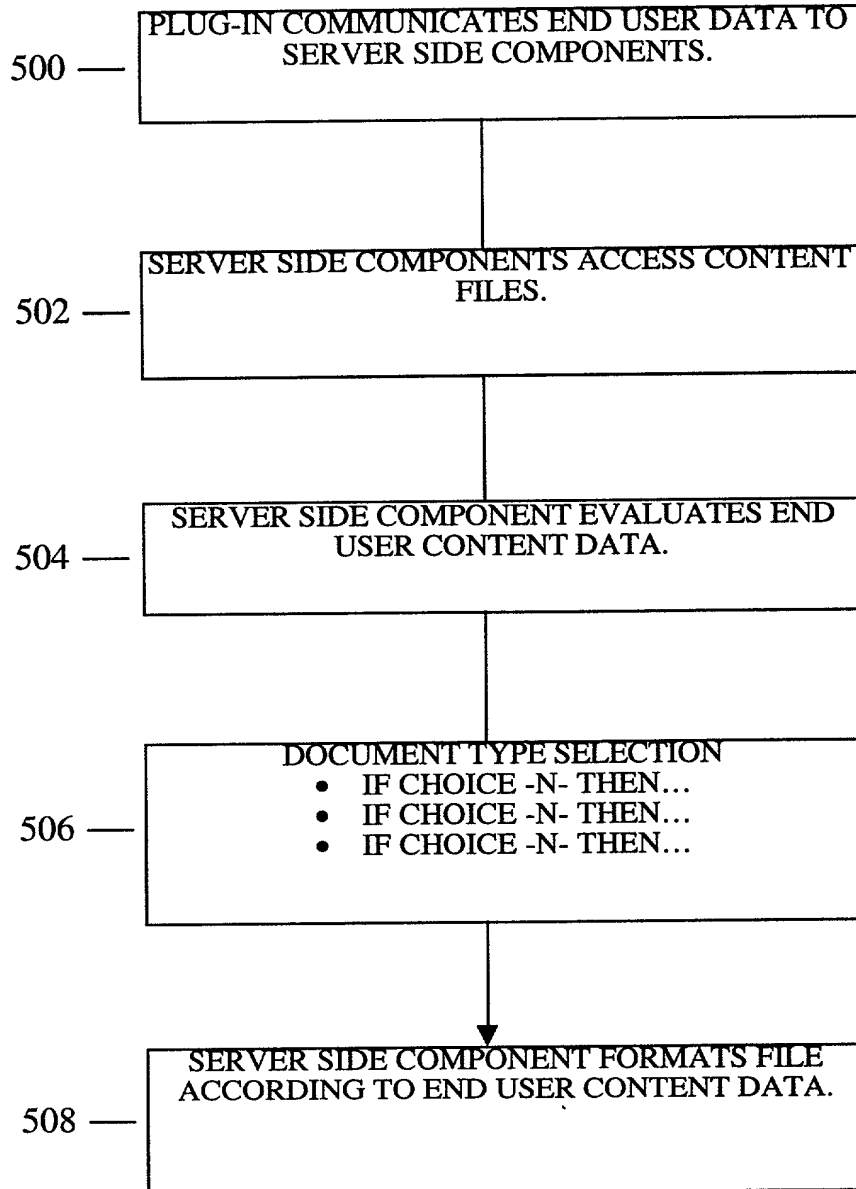 PLUG-IN COMMUNICATES END USER DATA TO
SERVER SIDE COMPONENTS.
500
SERVER SIDE COMPONENTS ACCESS CONTENT
FILES.
502
SERVER SIDE COMPONENT EVALUATES END
USER CONTENT DATA.
504
DOCUMENT TYPE SELECTION
• IF CHOICE -N- THEN...
• IF CHOICE -N- THEN...
• IF CHOICE -N- THEN...
506
SERVER SIDE COMPONENT FORMATS FILE
ACCORDING TO END USER CONTENT DATA.
508